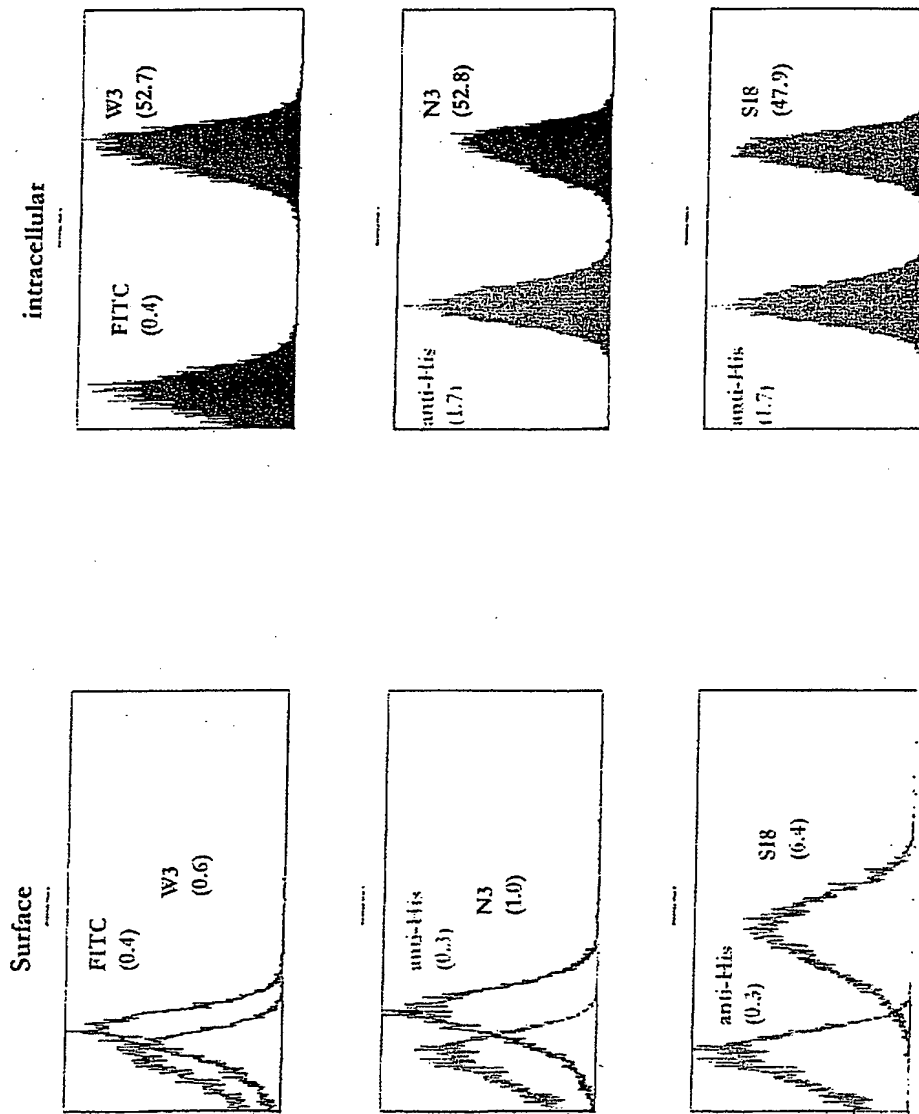 Surface
FITC
(0.4)
W3
(0.6)
anti-His
(0.3)
N3
(1.0)
anti-His
(0.3)
S18
(6.4)
intracellular
FITC
(0.4)
W3
(52.7)
anti-His
(1.7)
N3
(52.8)
anti-His
(1.7)
S18
(47.9)